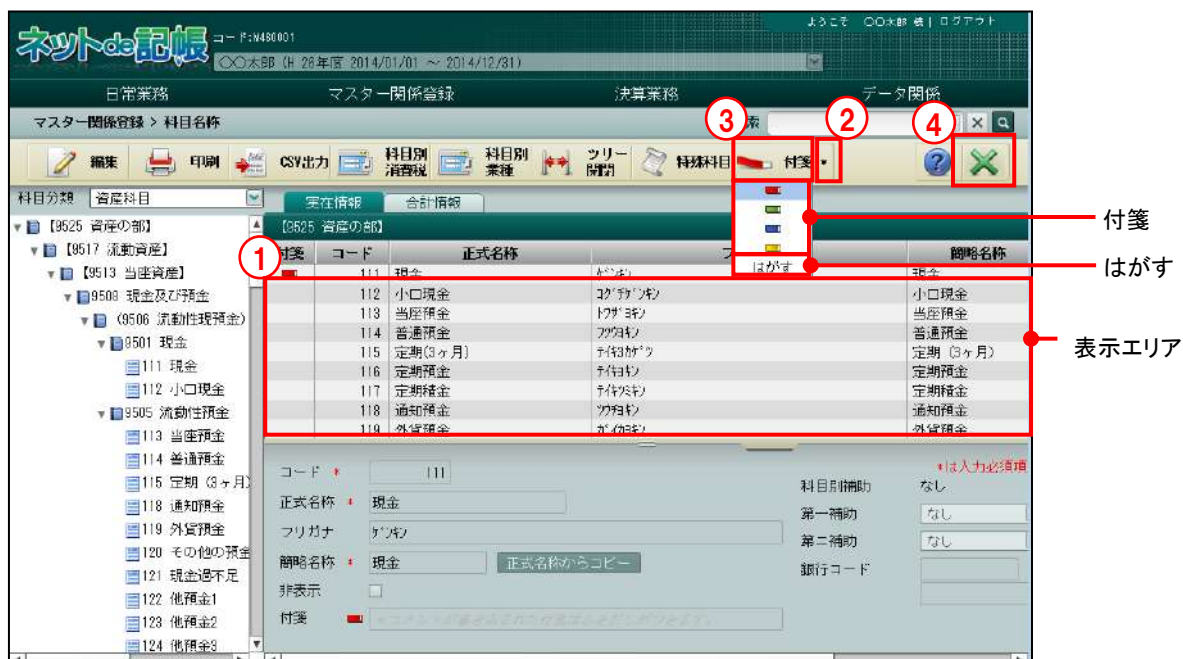 ようこそ 〇〇太郎 様 | ログアウト
ネットde記帳 コード:N480001
〇〇太郎 (H 26年度 2014/01/01 ～ 2014/12/31)
日常業務 マスター関係登録 決算業務 データ関係
マスター関係登録 > 科目名称
③ 索 ② ④
編集 印刷 CSV出力 科目別消費税 科目別業種 ツリー開閉 特殊科目 付箋
科目分類 資産科目
実在情報 合計情報
【9525 資産の部】
【9525 資産の部】
付箋
【9517 流動資産】
①
付箋 コード 正式名称 フ 簡略名称
はがす
はがす
【9513 当座資産】
111 現金 ｹﾞﾝｷﾝ 現金
9508 現金及び預金
112 小口現金 ｺｸﾞﾁｹﾞﾝｷﾝ 小口現金
(9506 流動性現預金)
113 当座預金 ﾄｳｻﾞﾖｷﾝ 当座預金
114 普通預金 ﾌﾂｳﾖｷﾝ 普通預金
9501 現金
115 定期(3ヶ月) ﾃｲｷ3ｶｹﾞﾂ 定期 (3ヶ月)
表示エリア
111 現金
116 定期預金 ﾃｲｷﾖｷﾝ 定期預金
112 小口現金
117 定期積金 ﾃｲｷﾂﾐｷﾝ 定期積金
9505 流動性預金
118 通知預金 ﾂｳﾁﾖｷﾝ 通知預金
119 外貨預金 ｶﾞｲｶﾖｷﾝ 外貨預金
113 当座預金
114 普通預金
115 定期 (3ヶ月)
118 通知預金
119 外貨預金
120 その他の預金
121 現金過不足
122 他預金1
123 他預金2
124 他預金3
*は入力必須項
コード * 111
科目別補助 なし
正式名称 * 現金
第一補助 なし
フリガナ ｹﾞﾝｷﾝ
第二補助 なし
簡略名称 * 現金 正式名称からコピー
銀行コード
非表示
付箋